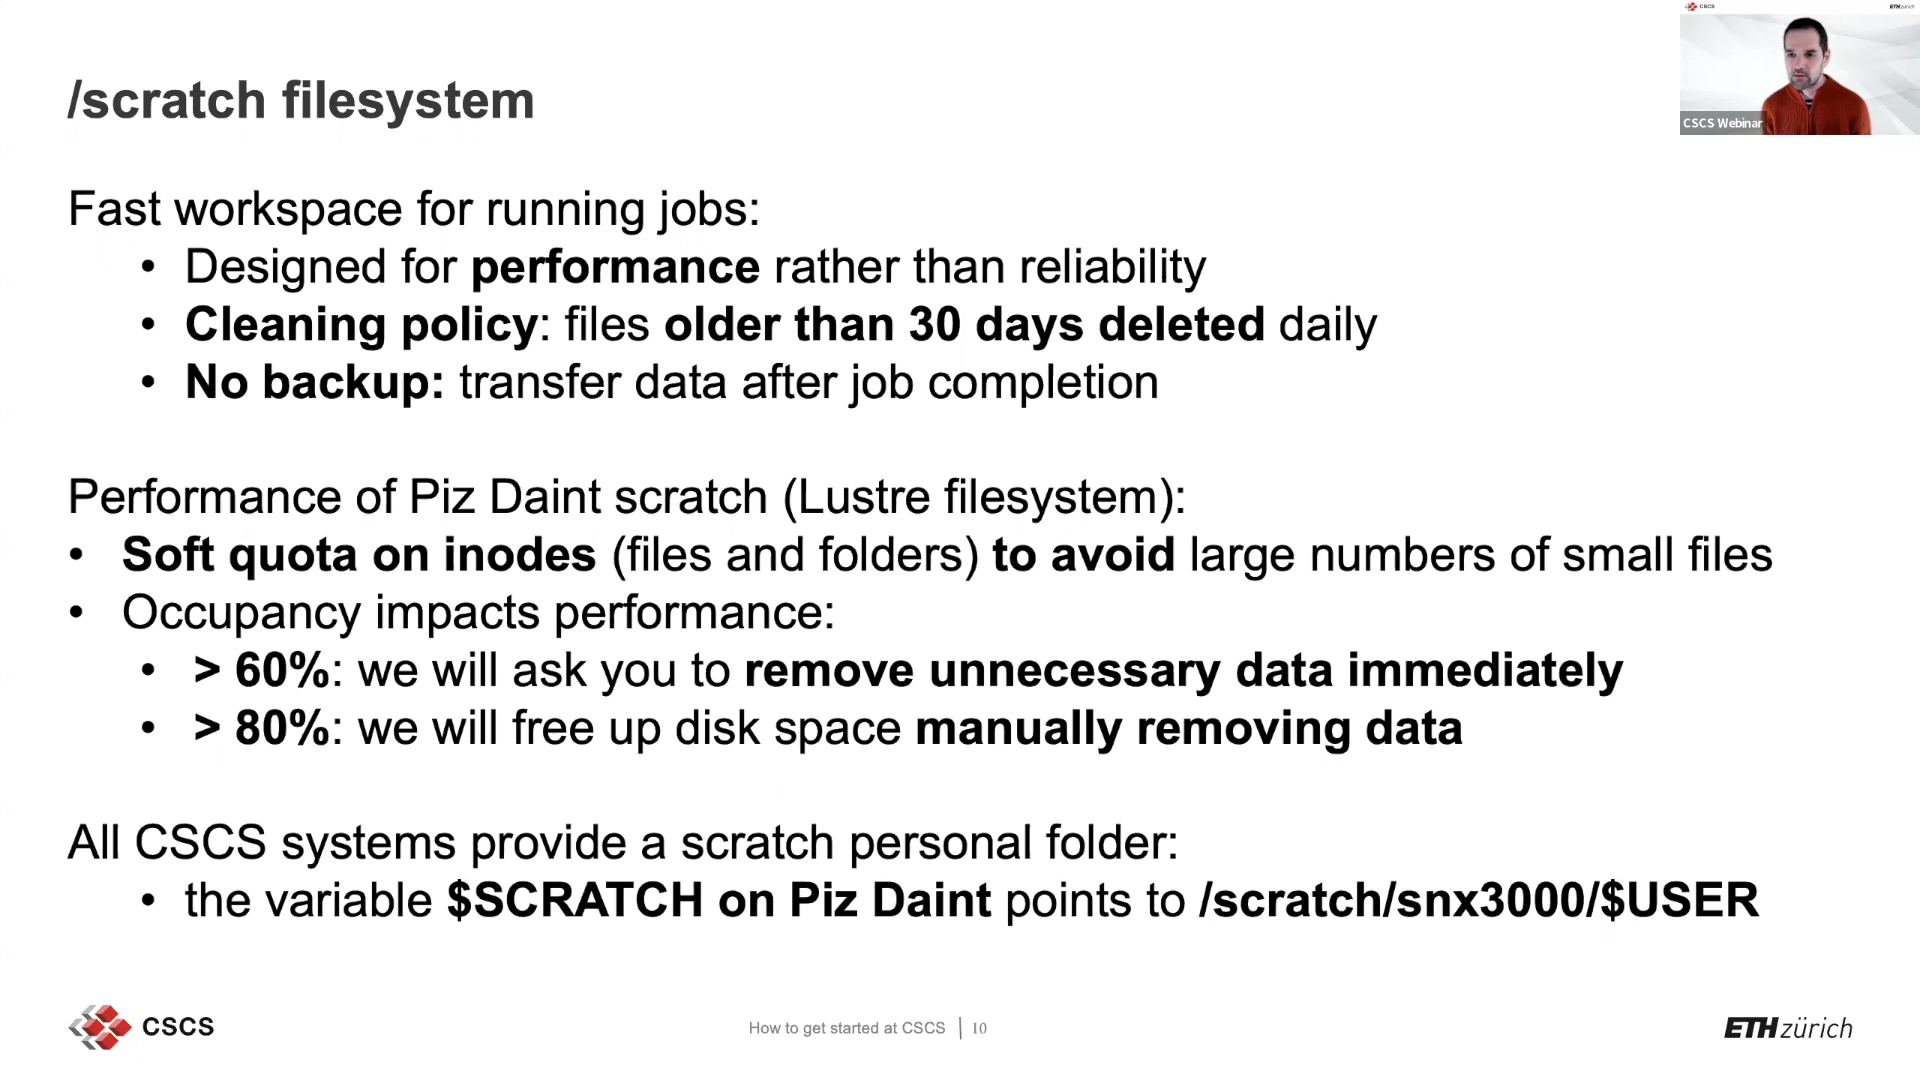 CSCS
ETH zürich
CSCS Webinar
/scratch filesystem
Fast workspace for running jobs:
• Designed for performance rather than reliability
• Cleaning policy: files older than 30 days deleted daily
• No backup: transfer data after job completion
Performance of Piz Daint scratch (Lustre filesystem):
• Soft quota on inodes (files and folders) to avoid large numbers of small files
• Occupancy impacts performance:
• > 60%: we will ask you to remove unnecessary data immediately
• > 80%: we will free up disk space manually removing data
All CSCS systems provide a scratch personal folder:
• the variable $SCRATCH on Piz Daint points to /scratch/snx3000/$USER
CSCS
How to get started at CSCS | 10
ETH zürich